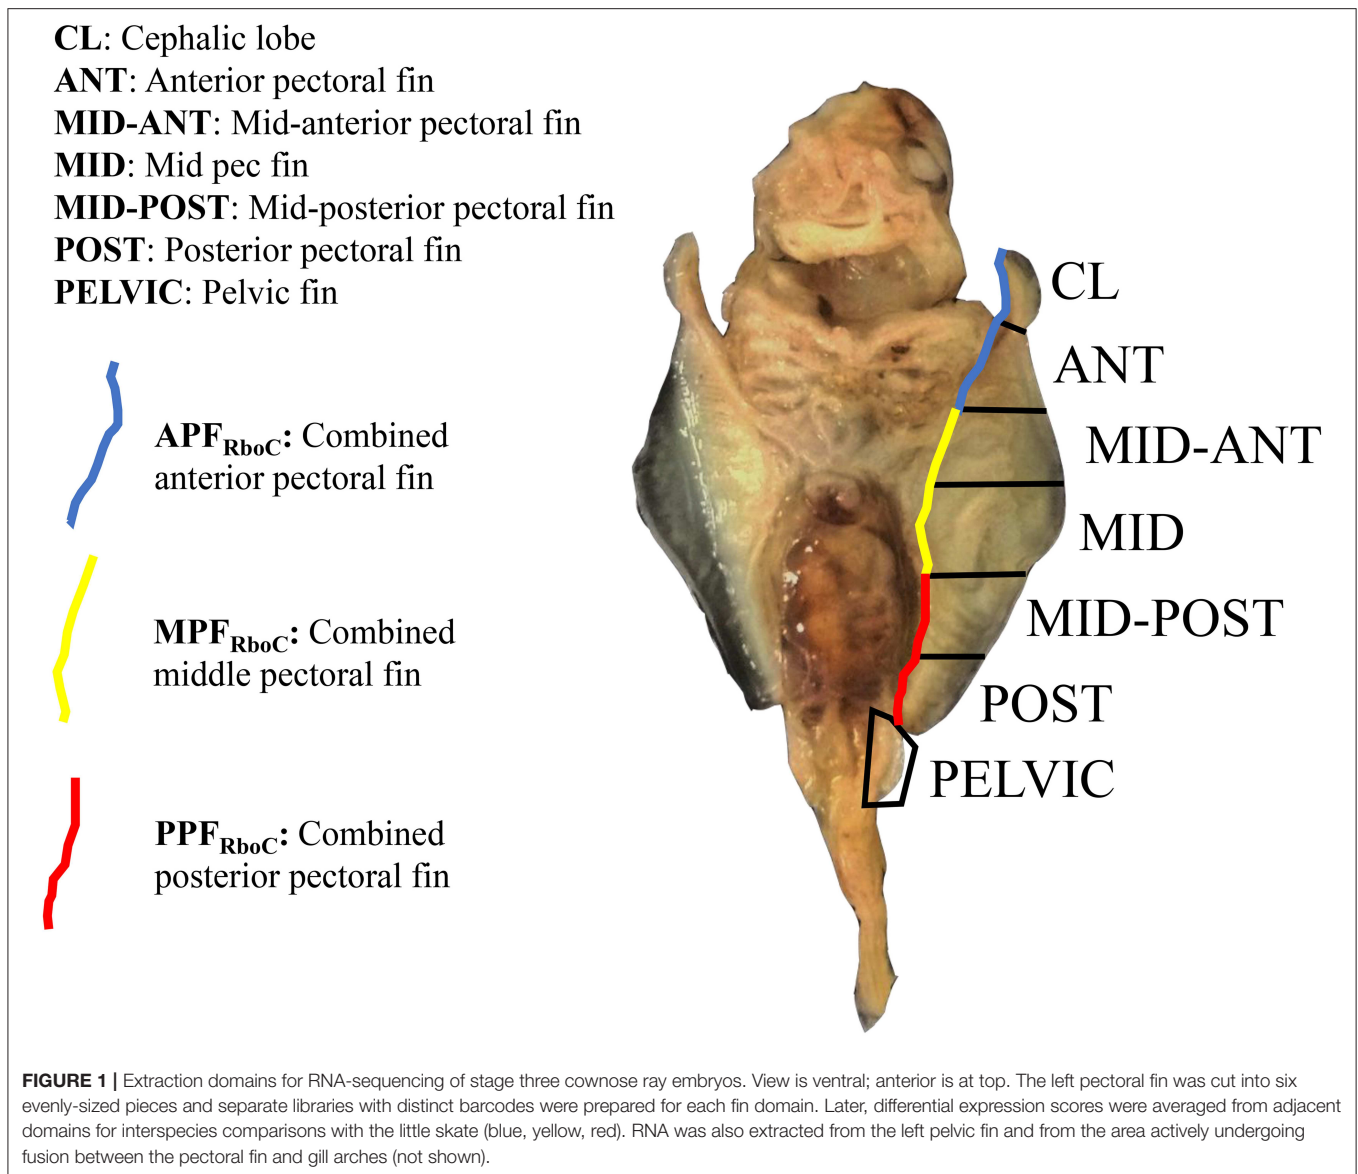 CL: Cephalic lobe
ANT: Anterior pectoral fin
MID-ANT: Mid-anterior pectoral fin
MID: Mid pec fin
MID-POST: Mid-posterior pectoral fin
POST: Posterior pectoral fin
PELVIC: Pelvic fin
APFRboC: Combined
anterior pectoral fin
MPFRboC: Combined
middle pectoral fin
PPFRboC: Combined
posterior pectoral fin
CL
ANT
MID-ANT
MID
MID-POST
POST
PELVIC
FIGURE 1 | Extraction domains for RNA-sequencing of stage three cownose ray embryos. View is ventral; anterior is at top. The left pectoral fin was cut into six
evenly-sized pieces and separate libraries with distinct barcodes were prepared for each fin domain. Later, differential expression scores were averaged from adjacent
domains for interspecies comparisons with the little skate (blue, yellow, red). RNA was also extracted from the left pelvic fin and from the area actively undergoing
fusion between the pectoral fin and gill arches (not shown).